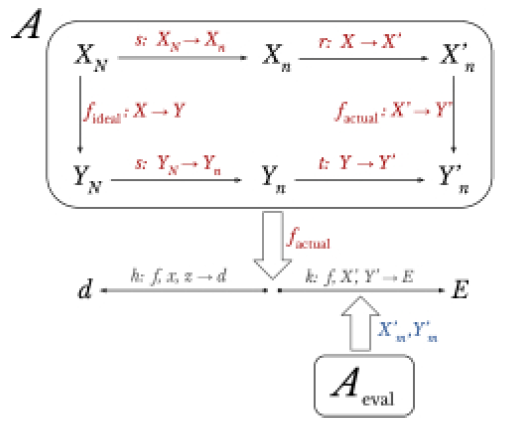 A
X_N s: X_N → X_n X_n r: X → X' X'_n
f_ideal: X → Y f_actual: X' → Y'
Y_N s: Y_N → Y_n Y_n t: Y → Y' Y'_n
f_actual
d h: f, x, z → d k: f, X', Y' → E E
X'_m, Y'_m
A_eval